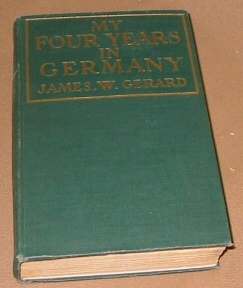 MY
FOUR YEARS
IN
GERMANY
JAMES. W. GERARD